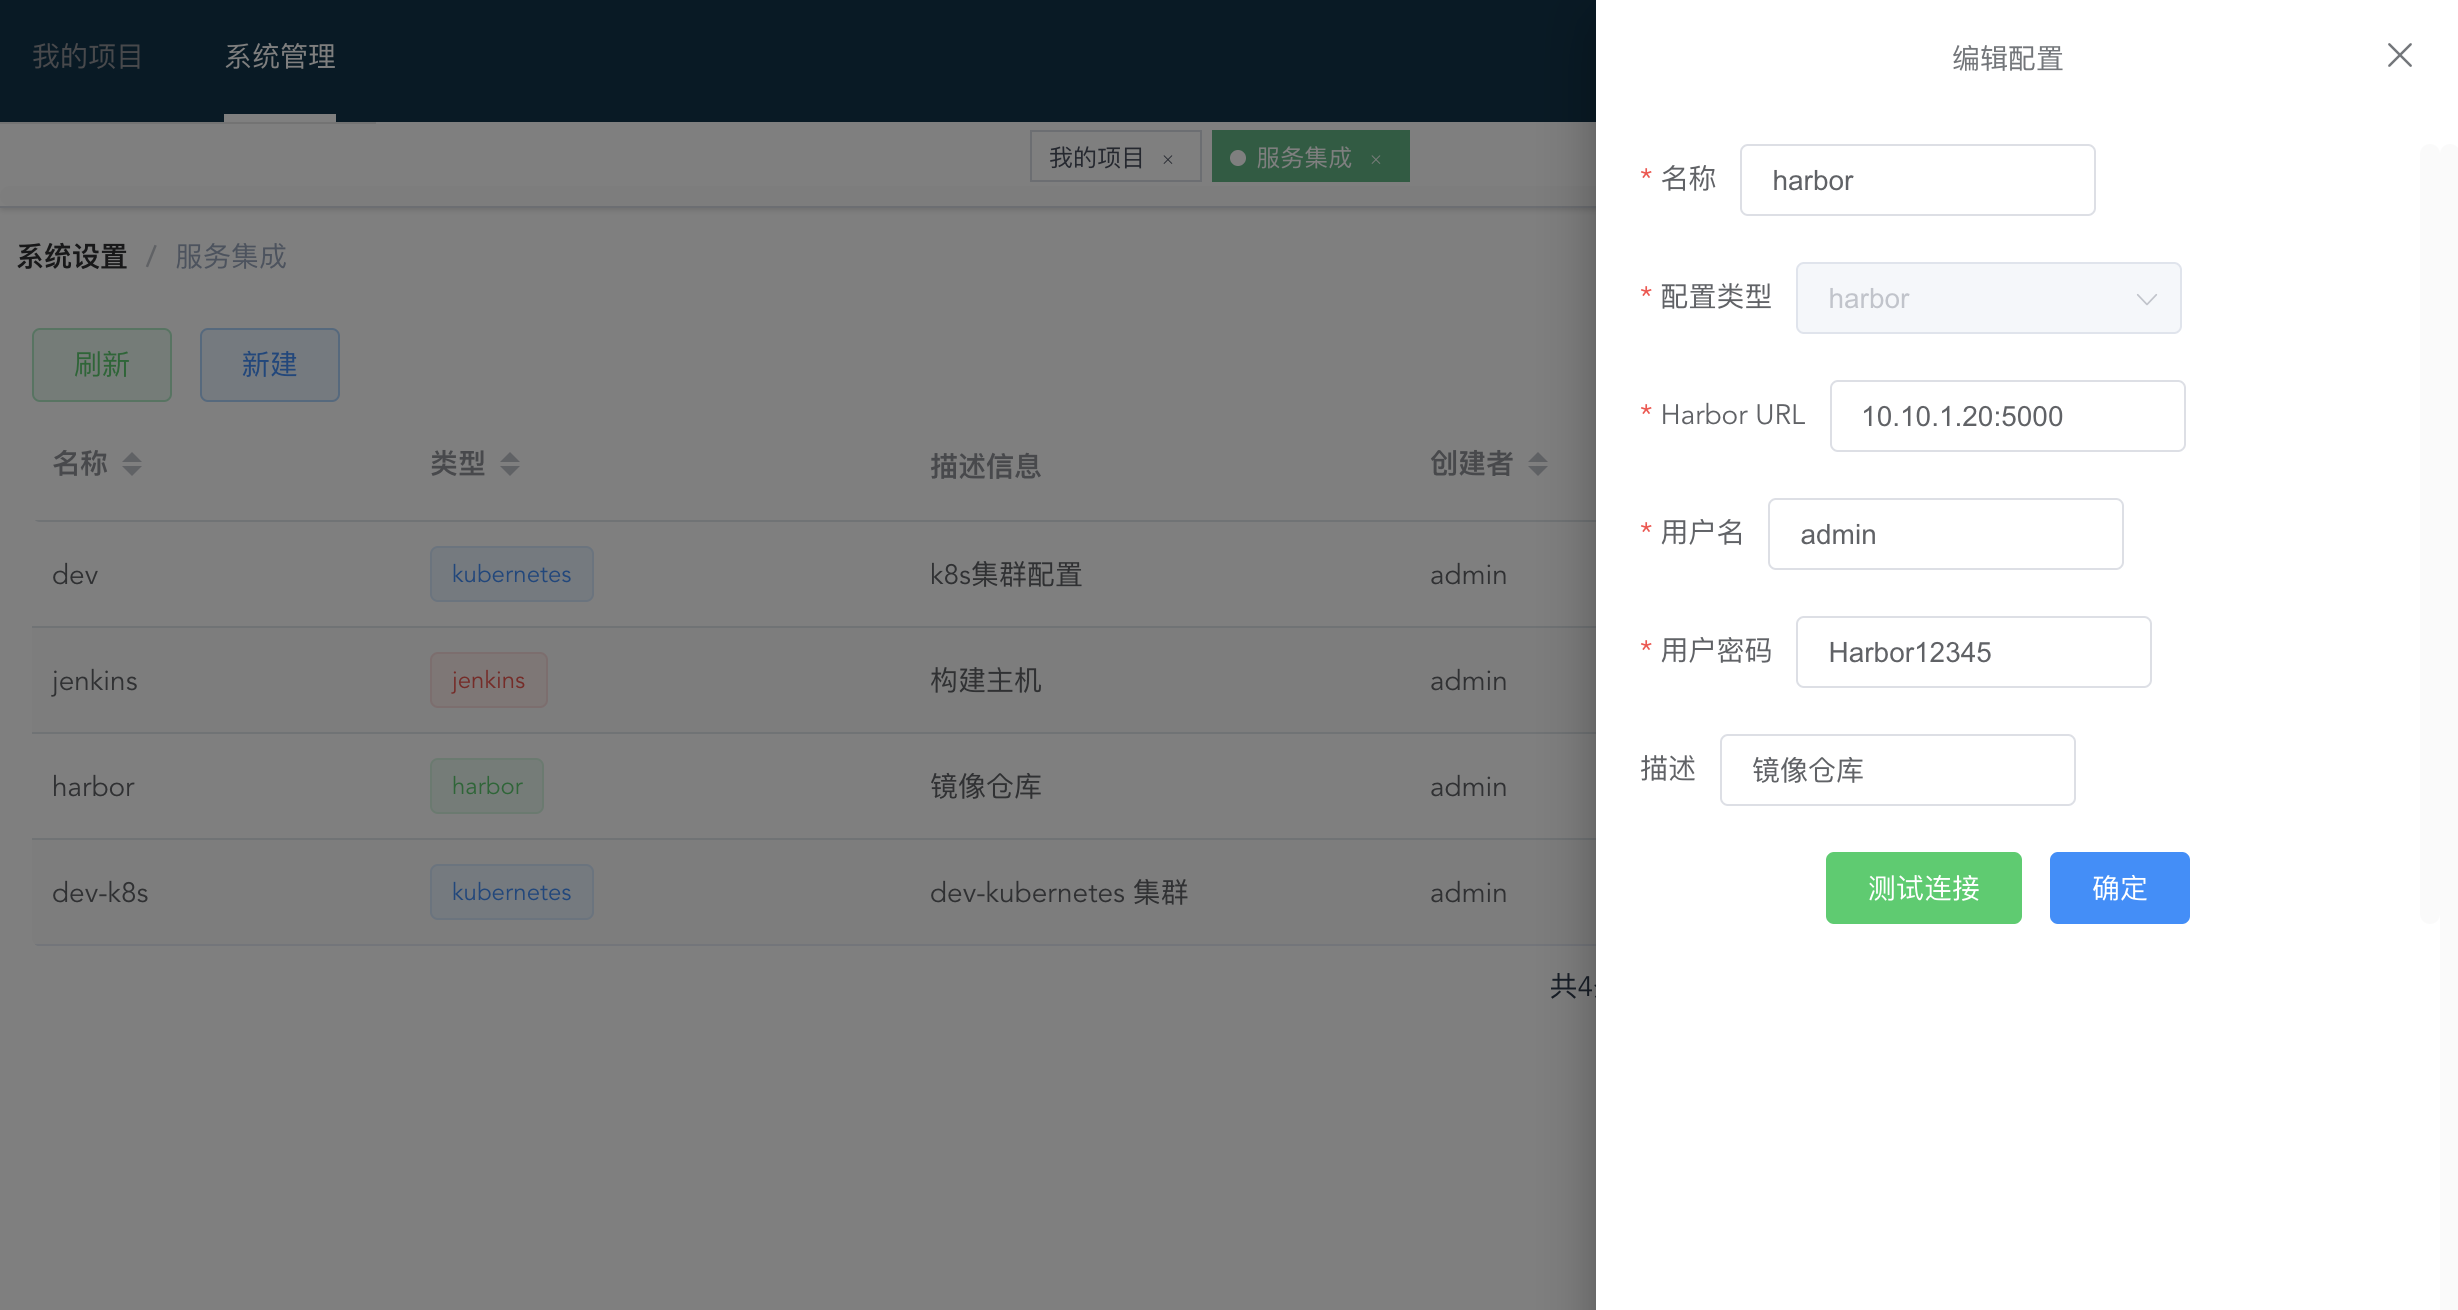 我的项目 系统管理
我的项目 × 服务集成 ×
系统设置 / 服务集成
刷新 新建
名称 类型 描述信息 创建者
dev kubernetes k8s集群配置 admin
jenkins jenkins 构建主机 admin
harbor harbor 镜像仓库 admin
dev-k8s kubernetes dev-kubernetes 集群 admin
共4
编辑配置
* 名称 harbor
* 配置类型 harbor
* Harbor URL 10.10.1.20:5000
* 用户名 admin
* 用户密码 Harbor12345
描述 镜像仓库
测试连接 确定